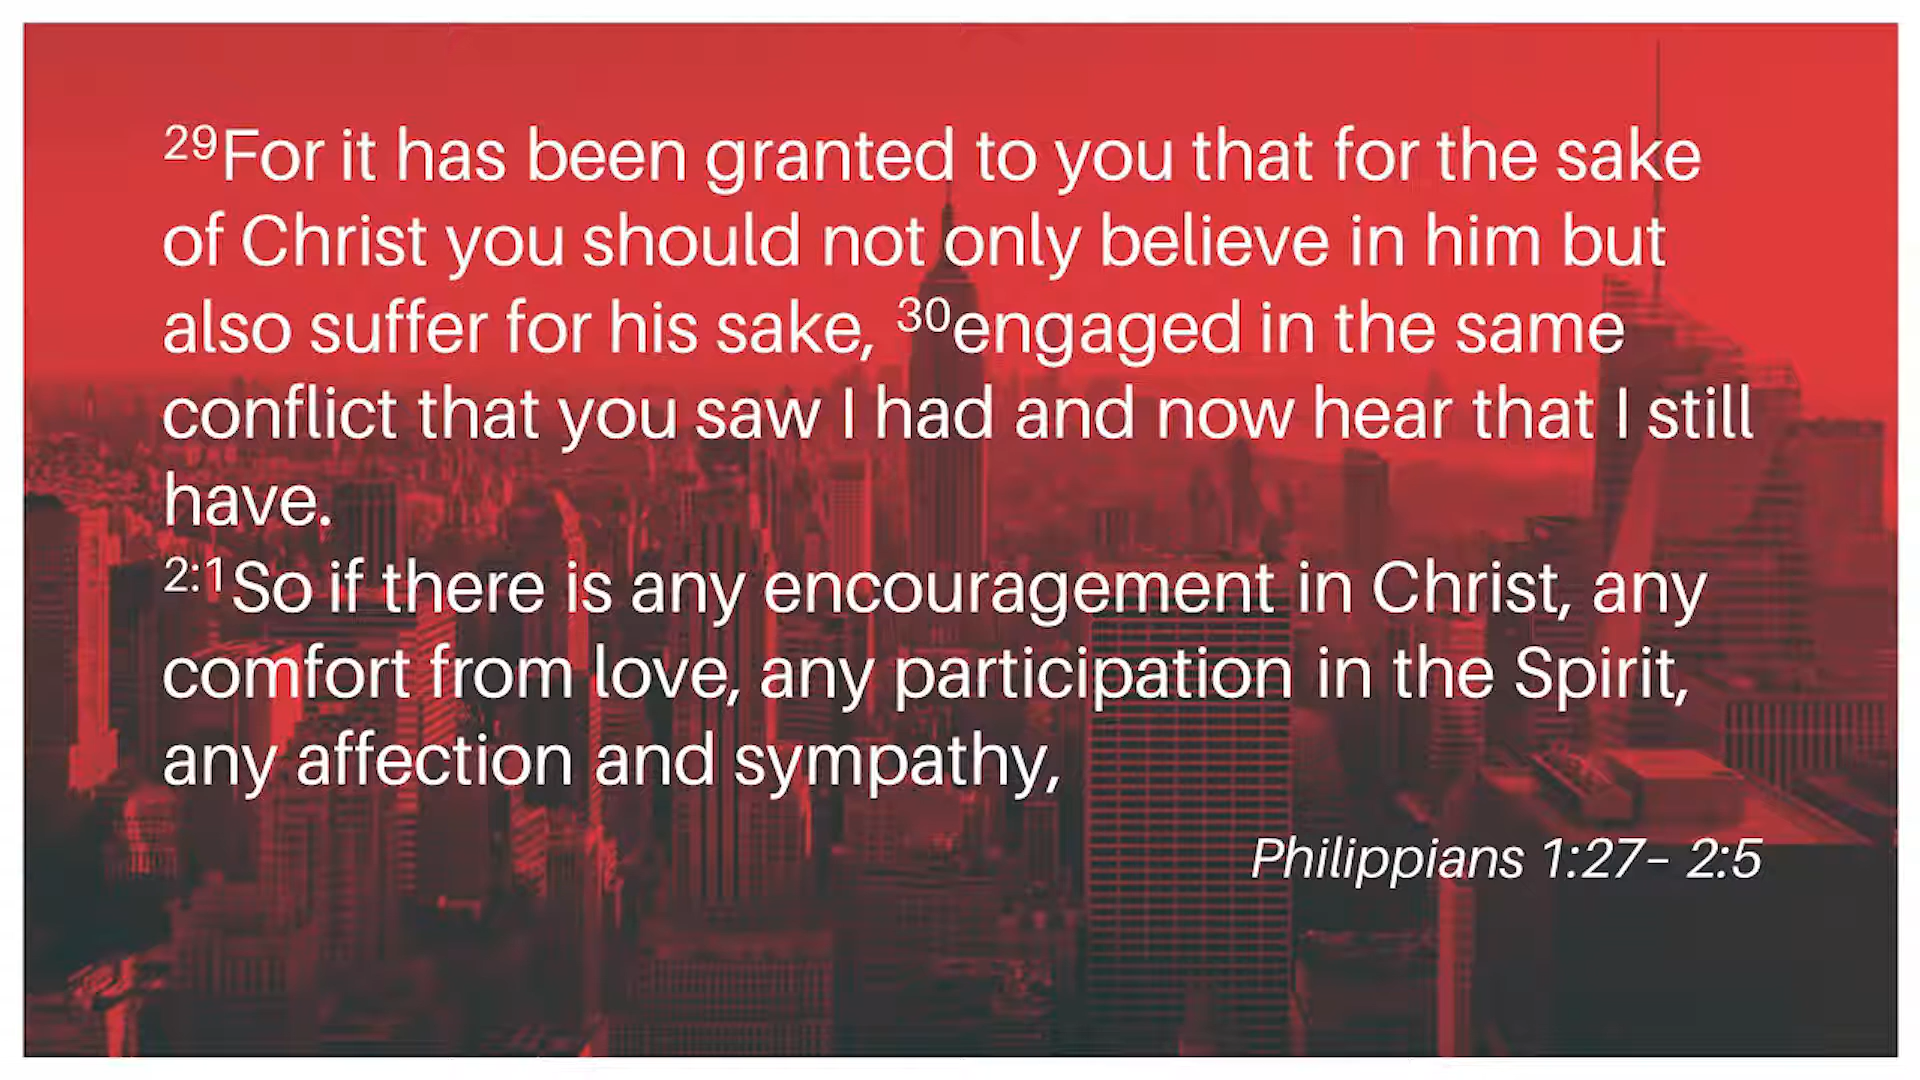 29For it has been granted to you that for the sake
of Christ you should not only believe in him but
also suffer for his sake, 30engaged in the same
conflict that you saw I had and now hear that I still
have.
2:1So if there is any encouragement in Christ, any
comfort from love, any participation in the Spirit,
any affection and sympathy,
Philippians 1:27– 2:5